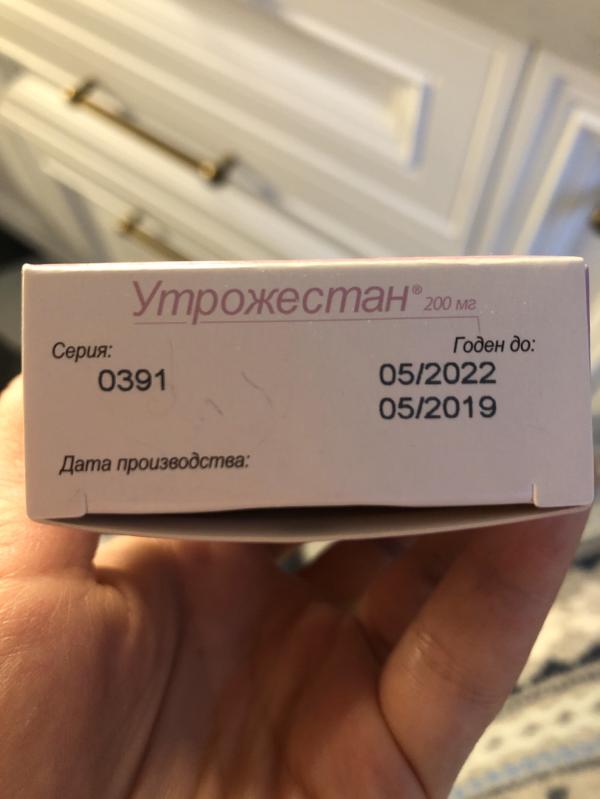 Утрожестан® 200 мг
Серия: Годен до:
0391 05/2022
05/2019
Дата производства: